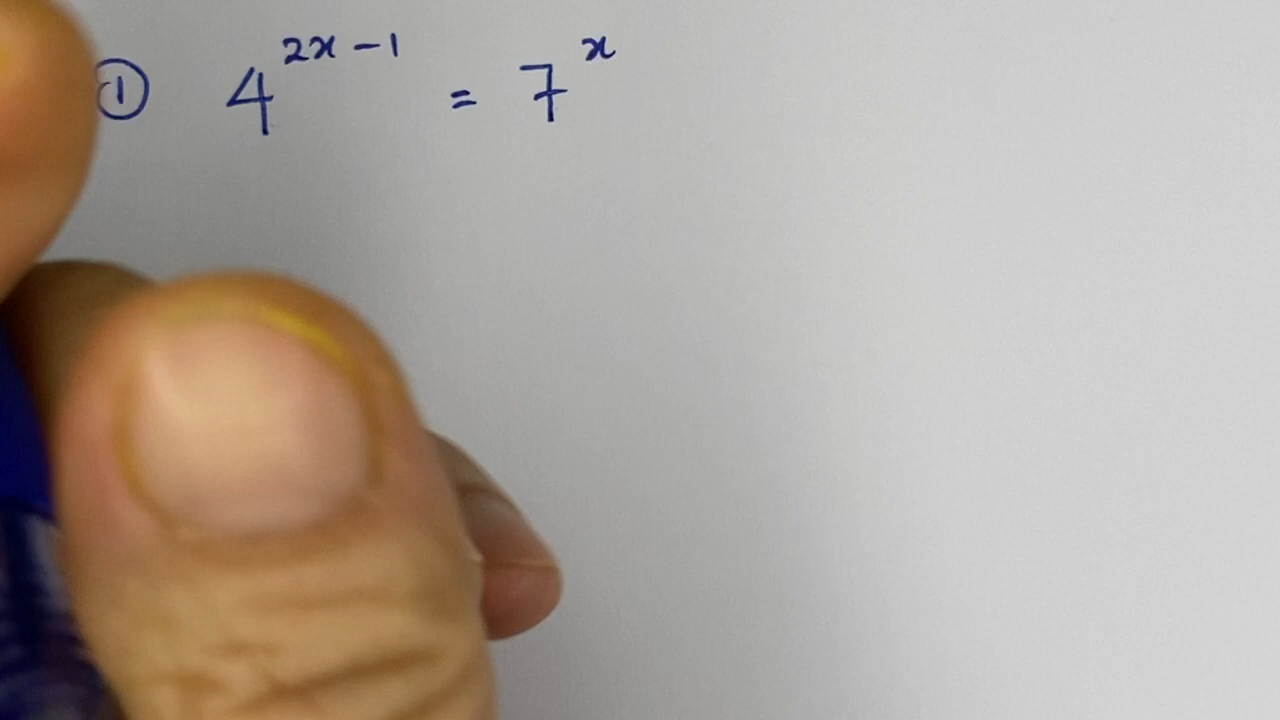 ① 4^{2x-1} = 7^{x}